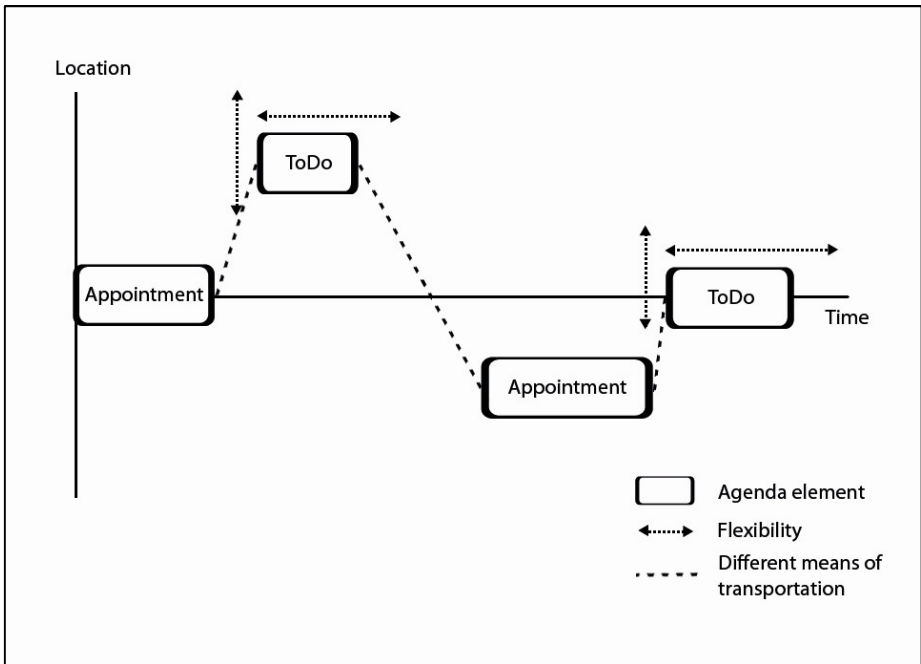 Location
ToDo
Appointment
ToDo
Time
Appointment
Agenda element
Flexibility
Different means of
transportation